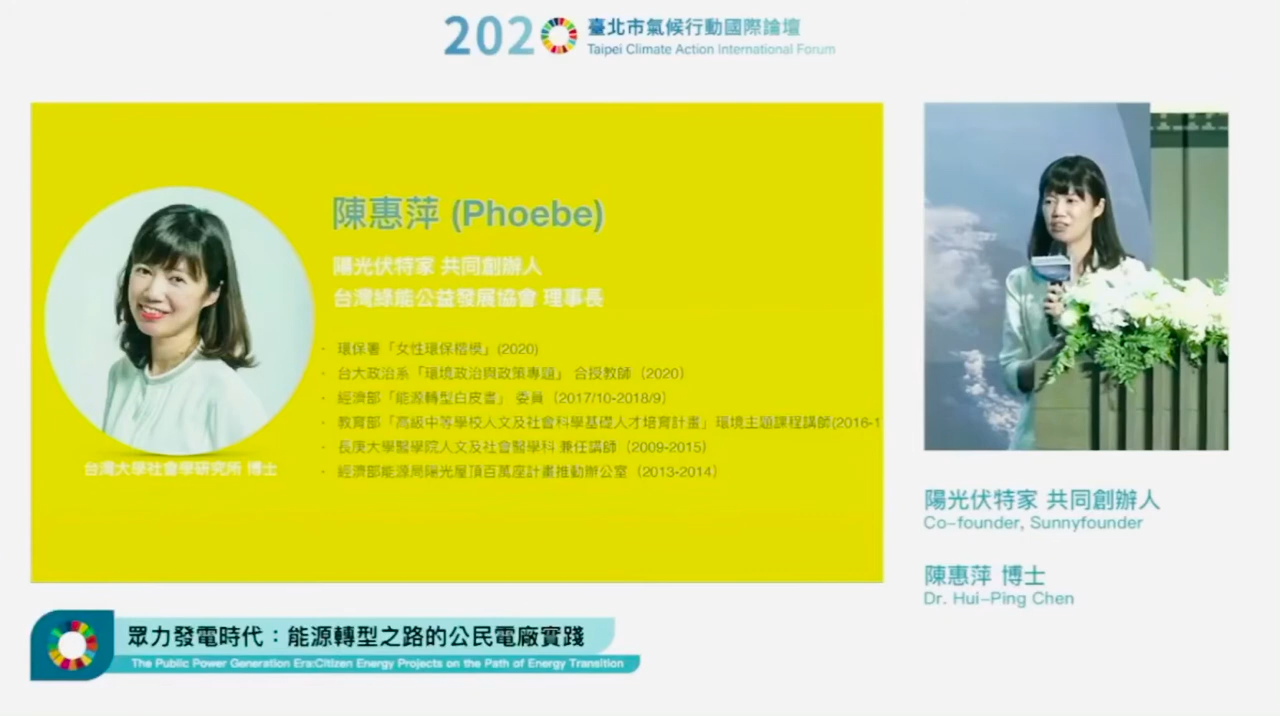 2020 臺北市氣候行動國際論壇
Taipei Climate Action International Forum
陳惠萍 (Phoebe)
陽光伏特家 共同創辦人
台灣綠能公益發展協會 理事長
· 環保署「女性環保楷模」(2020)
· 台大政治系「環境政治與政策專題」 合授教師（2020）
· 經濟部「能源轉型白皮書」 委員（2017/10-2018/9）
· 教育部「高級中等學校人文及社會科學基礎人才培育計畫」環境主題課程講師(2016-1
· 長庚大學醫學院人文及社會醫學科 兼任講師（2009-2015）
· 經濟部能源局陽光屋頂百萬座計畫推動辦公室（2013-2014）
台灣大學社會學研究所 博士
陽光伏特家 共同創辦人
Co-founder, Sunnyfounder
陳惠萍 博士
Dr. Hui-Ping Chen
眾力發電時代：能源轉型之路的公民電廠實踐
The Public Power Generation Era:Citizen Energy Projects on the Path of Energy Transition